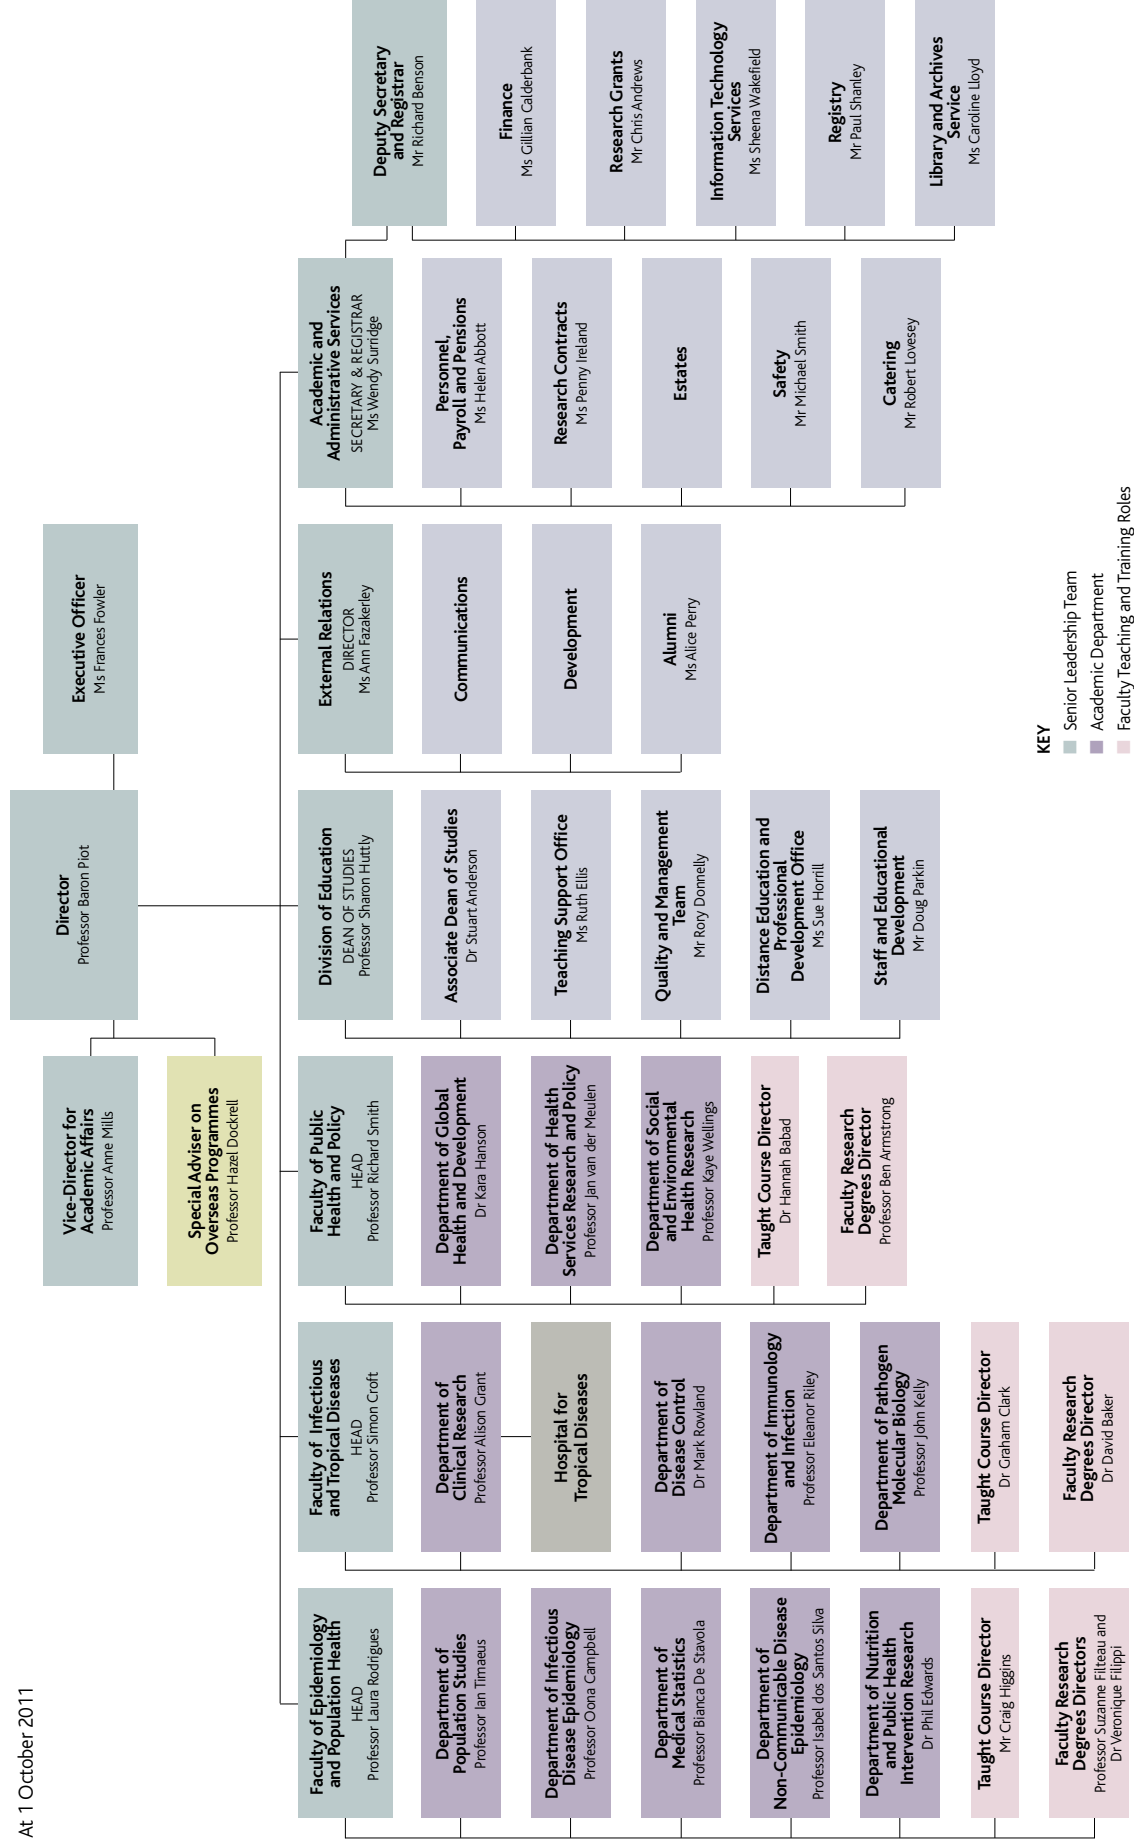 At 1 October 2011
Director
Professor Baron Piot
Executive Officer
Ms Frances Fowler
Vice-Director for
Academic Affairs
Professor Anne Mills
Special Adviser on
Overseas Programmes
Professor Hazel Dockrell
Faculty of Epidemiology
and Population Health
HEAD
Professor Laura Rodrigues
Department of
Population Studies
Professor Ian Timaeus
Department of Infectious
Disease Epidemiology
Professor Oona Campbell
Department of
Medical Statistics
Professor Bianca De Stavola
Department of
Non-Communicable Disease
Epidemiology
Professor Isabel dos Santos Silva
Department of Nutrition
and Public Health
Intervention Research
Dr Phil Edwards
Taught Course Director
Mr Craig Higgins
Faculty Research
Degrees Directors
Professor Suzanne Filteau and
Dr Veronique Filippi
Faculty of Infectious
and Tropical Diseases
HEAD
Professor Simon Croft
Department of
Clinical Research
Professor Alison Grant
Hospital for
Tropical Diseases
Department of
Disease Control
Dr Mark Rowland
Department of Immunology
and Infection
Professor Eleanor Riley
Department of Pathogen
Molecular Biology
Professor John Kelly
Taught Course Director
Dr Graham Clark
Faculty Research
Degrees Director
Dr David Baker
Faculty of Public
Health and Policy
HEAD
Professor Richard Smith
Department of Global
Health and Development
Dr Kara Hanson
Department of Health
Services Research and Policy
Professor Jan van der Meulen
Department of Social
and Environmental
Health Research
Professor Kaye Wellings
Taught Course Director
Dr Hannah Babad
Faculty Research
Degrees Director
Professor Ben Armstrong
Division of Education
DEAN OF STUDIES
Professor Sharon Huttly
Associate Dean of Studies
Dr Stuart Anderson
Teaching Support Office
Ms Ruth Ellis
Quality and Management
Team
Mr Rory Donnelly
Distance Education and
Professional
Development Office
Ms Sue Horrill
Staff and Educational
Development
Mr Doug Parkin
External Relations
DIRECTOR
Ms Ann Fazakerley
Communications
Development
Alumni
Ms Alice Perry
Academic and
Administrative Services
SECRETARY & REGISTRAR
Ms Wendy Surridge
Personnel,
Payroll and Pensions
Ms Helen Abbott
Research Contracts
Ms Penny Ireland
Estates
Safety
Mr Michael Smith
Catering
Mr Robert Lovesey
Deputy Secretary
and Registrar
Mr Richard Benson
Finance
Ms Gillian Calderbank
Research Grants
Mr Chris Andrews
Information Technology
Services
Ms Sheena Wakefield
Registry
Mr Paul Shanley
Library and Archives
Service
Ms Caroline Lloyd
KEY
Senior Leadership Team
Academic Department
Faculty Teaching and Training Roles